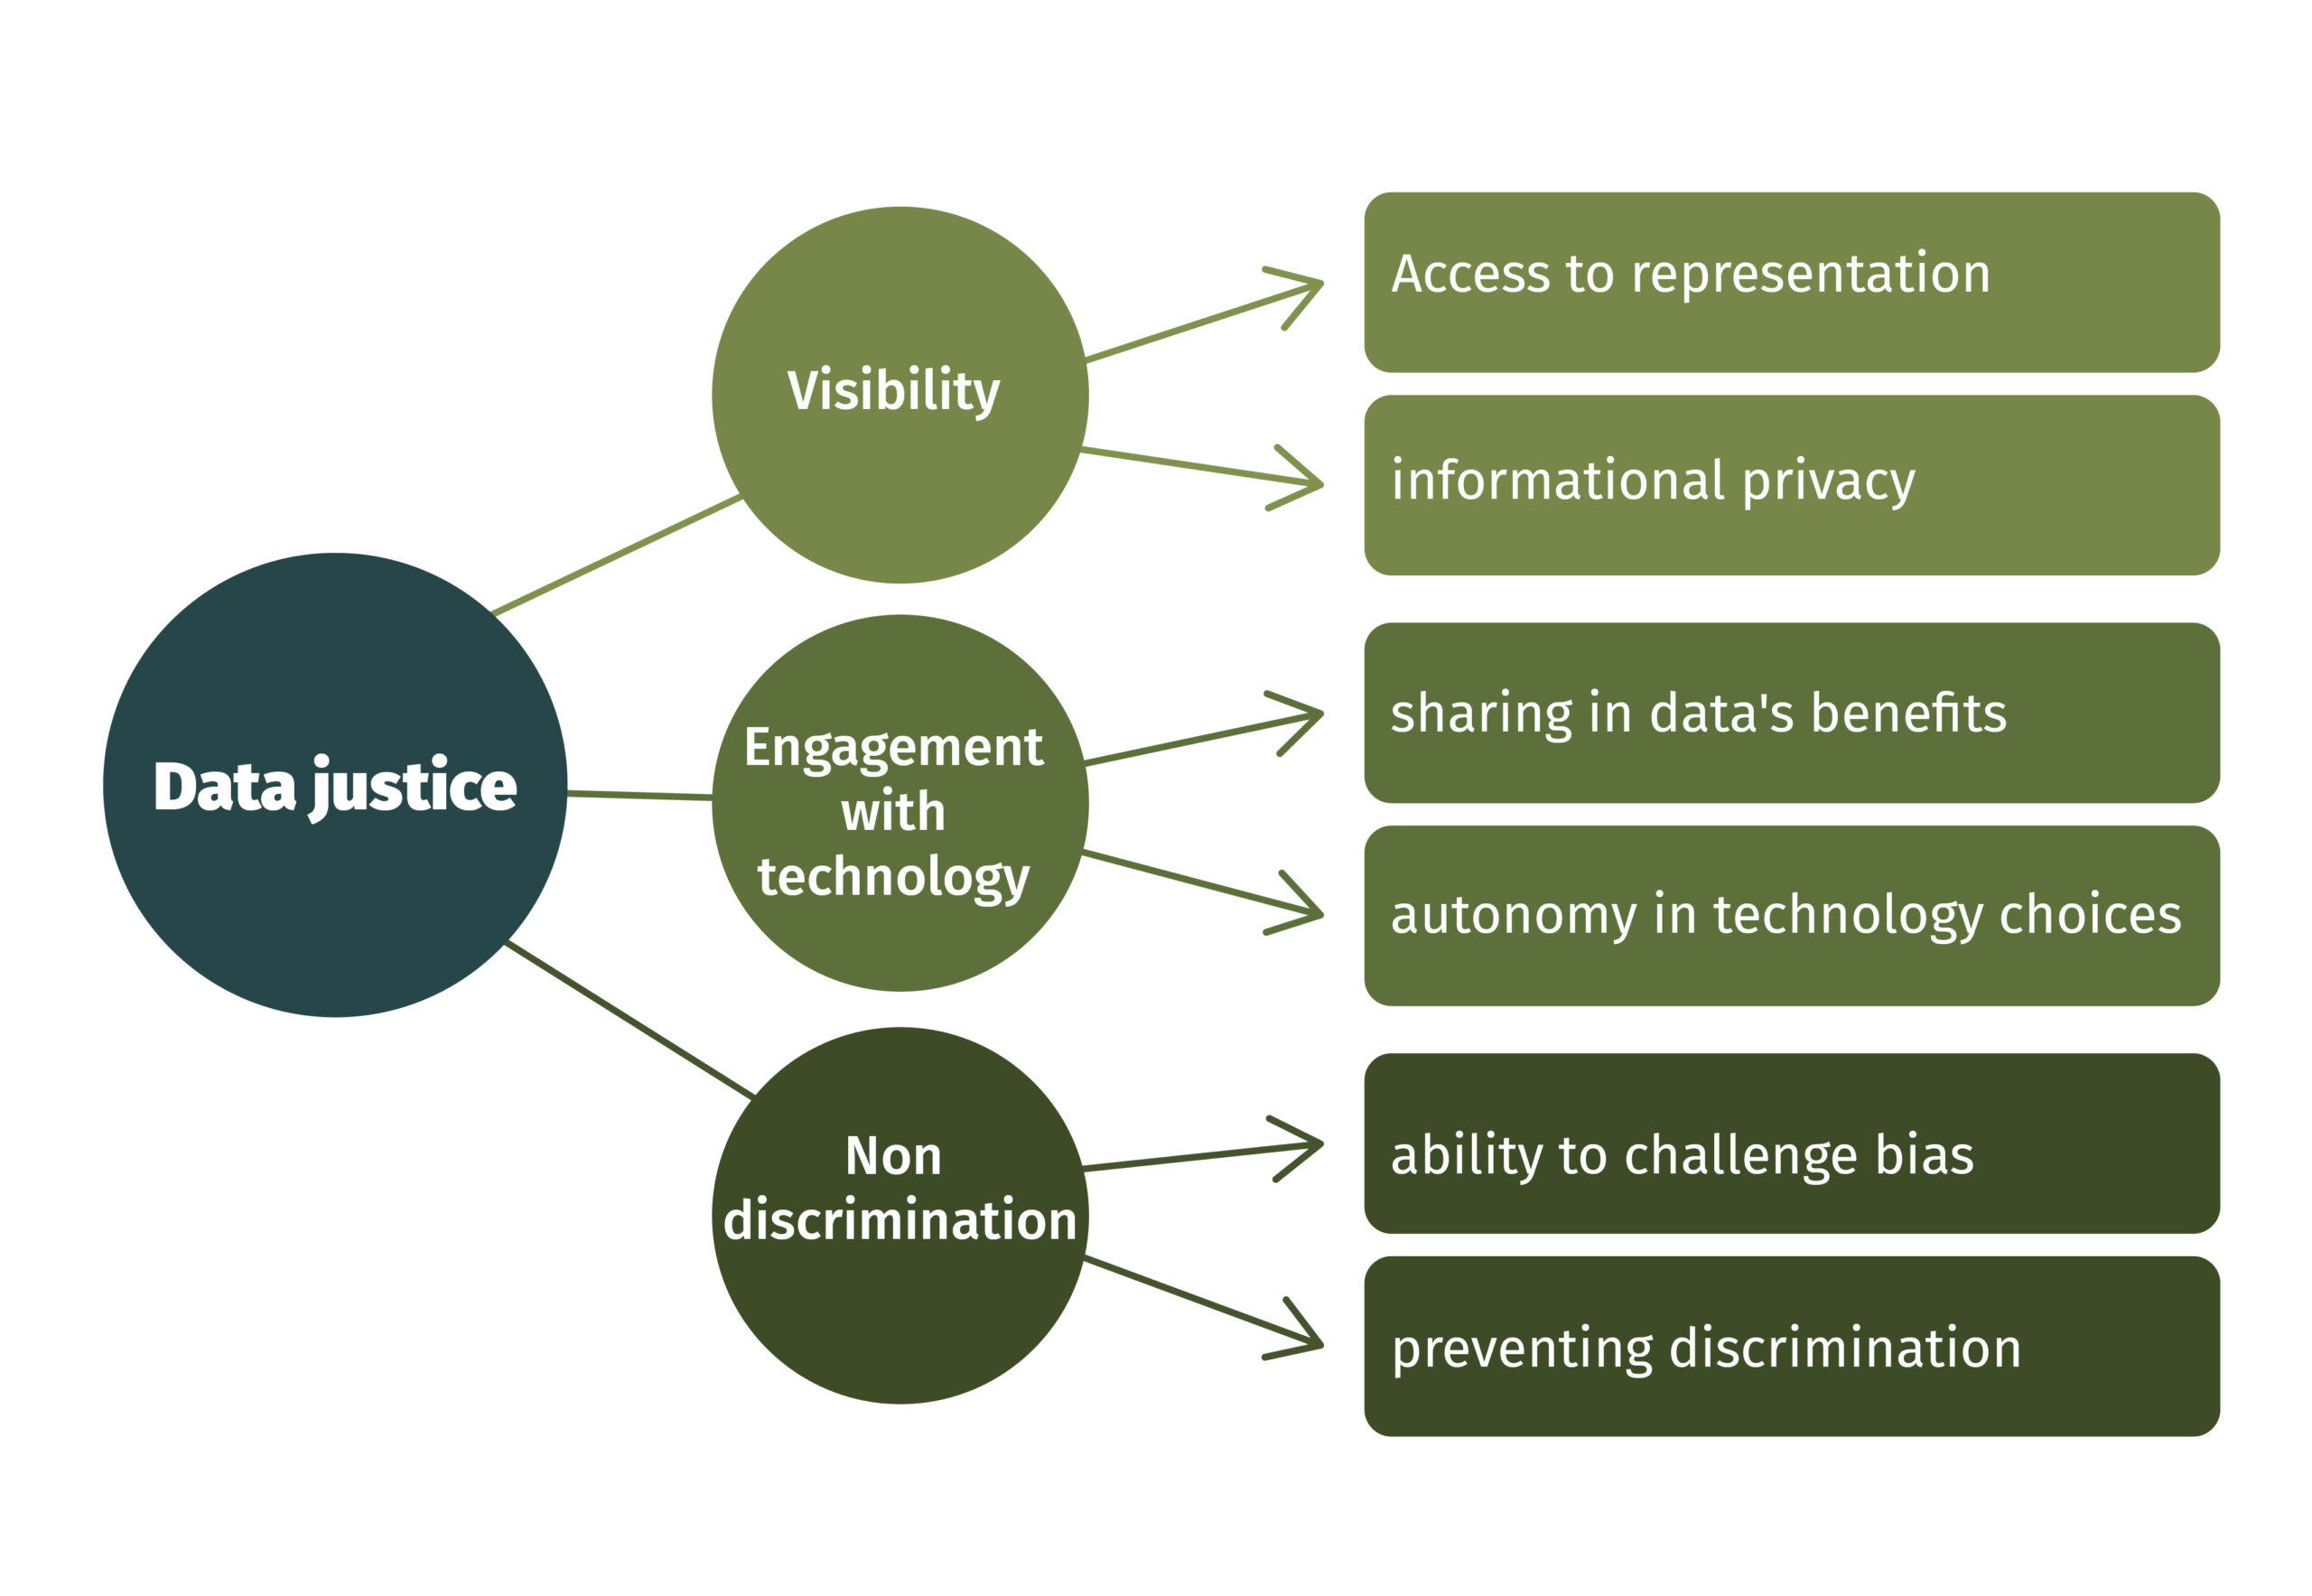 Data justice
Visibility
Access to representation
informational privacy
Engagement
with
technology
sharing in data's benefits
autonomy in technology choices
Non
discrimination
ability to challenge bias
preventing discrimination